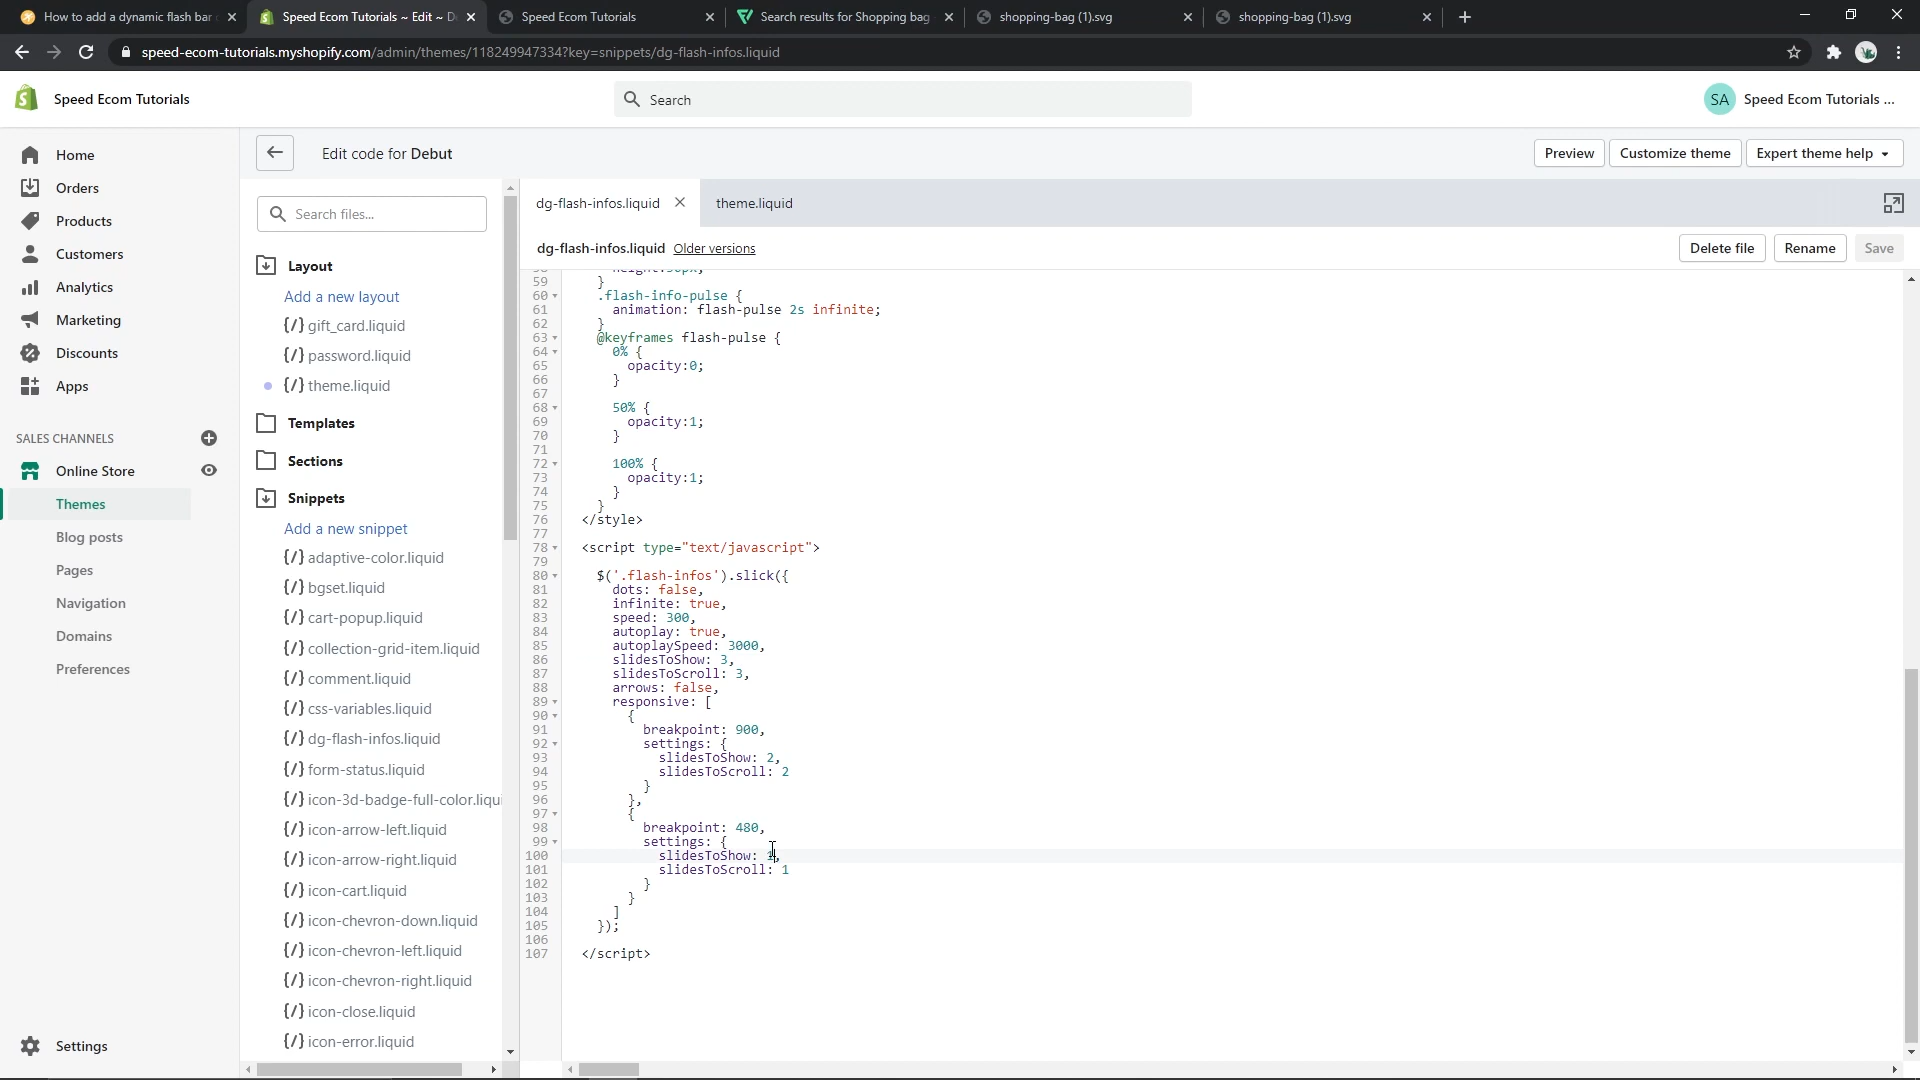 How to add a dynamic flash bar
Speed Ecom Tutorials ~ Edit ~ D
Speed Ecom Tutorials
Search results for Shopping bag
shopping-bag (1).svg
shopping-bag (1).svg
speed-ecom-tutorials.myshopify.com/admin/themes/118249947334?key=snippets/dg-flash-infos.liquid
Speed Ecom Tutorials
Search
SA
Speed Ecom Tutorials ...
Home
Orders
Products
Customers
Analytics
Marketing
Discounts
Apps
SALES CHANNELS
Online Store
Themes
Blog posts
Pages
Navigation
Domains
Preferences
Settings
Edit code for Debut
Preview
Customize theme
Expert theme help
Search files...
Layout
Add a new layout
{/} gift_card.liquid
{/} password.liquid
{/} theme.liquid
Templates
Sections
Snippets
Add a new snippet
{/} adaptive-color.liquid
{/} bgset.liquid
{/} cart-popup.liquid
{/} collection-grid-item.liquid
{/} comment.liquid
{/} css-variables.liquid
{/} dg-flash-infos.liquid
{/} form-status.liquid
{/} icon-3d-badge-full-color.liqui
{/} icon-arrow-left.liquid
{/} icon-arrow-right.liquid
{/} icon-cart.liquid
{/} icon-chevron-down.liquid
{/} icon-chevron-left.liquid
{/} icon-chevron-right.liquid
{/} icon-close.liquid
{/} icon-error.liquid
dg-flash-infos.liquid
theme.liquid
dg-flash-infos.liquid Older versions
Delete file
Rename
Save
59 }
60 .flash-info-pulse {
61 animation: flash-pulse 2s infinite;
62 }
63 @keyframes flash-pulse {
64 0% {
65 opacity:0;
66 }
67
68 50% {
69 opacity:1;
70 }
71
72 100% {
73 opacity:1;
74 }
75 }
76 </style>
77
78 <script type="text/javascript">
79
80 $('.flash-infos').slick({
81 dots: false,
82 infinite: true,
83 speed: 300,
84 autoplay: true,
85 autoplaySpeed: 3000,
86 slidesToShow: 3,
87 slidesToScroll: 3,
88 arrows: false,
89 responsive: [
90 {
91 breakpoint: 900,
92 settings: {
93 slidesToShow: 2,
94 slidesToScroll: 2
95 }
96 },
97 {
98 breakpoint: 480,
99 settings: {
100 slidesToShow: 1,
101 slidesToScroll: 1
102 }
103 }
104 ]
105 });
106
107 </script>